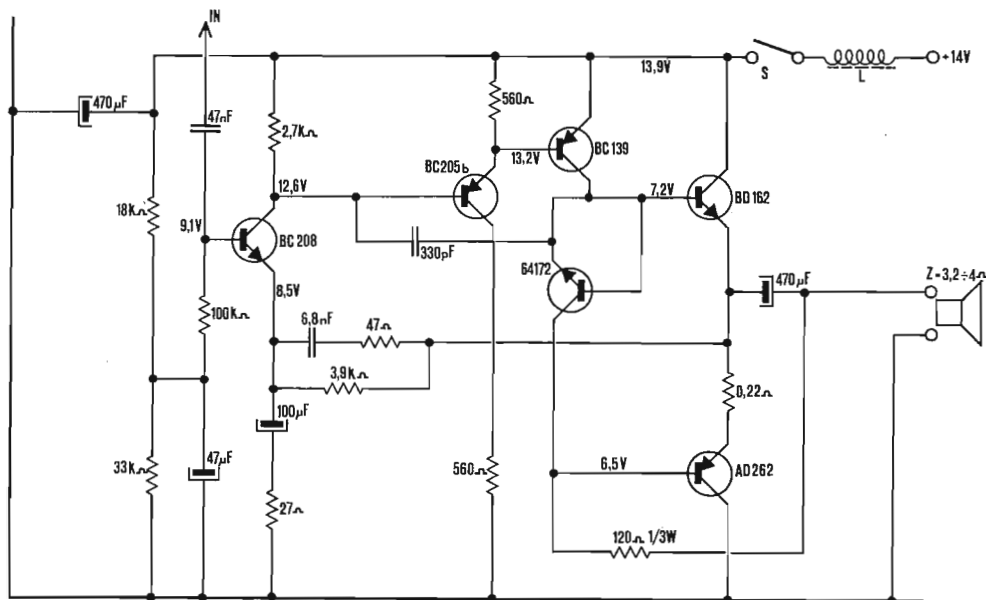 IN
13,9V
S
L
+14V
470µF
560Ω
47nF
2,7kΩ
BC139
BC205b
13,2V
12,6V
7,2V
BD162
18kΩ
9,1V
BC208
330pF
64172
470µF
Z=3,2÷4Ω
8,5V
100kΩ
6,8nF
47Ω
3,9kΩ
0,22Ω
100µF
33kΩ
47µF
560Ω
6,5V
AD262
27Ω
120Ω 1/3W